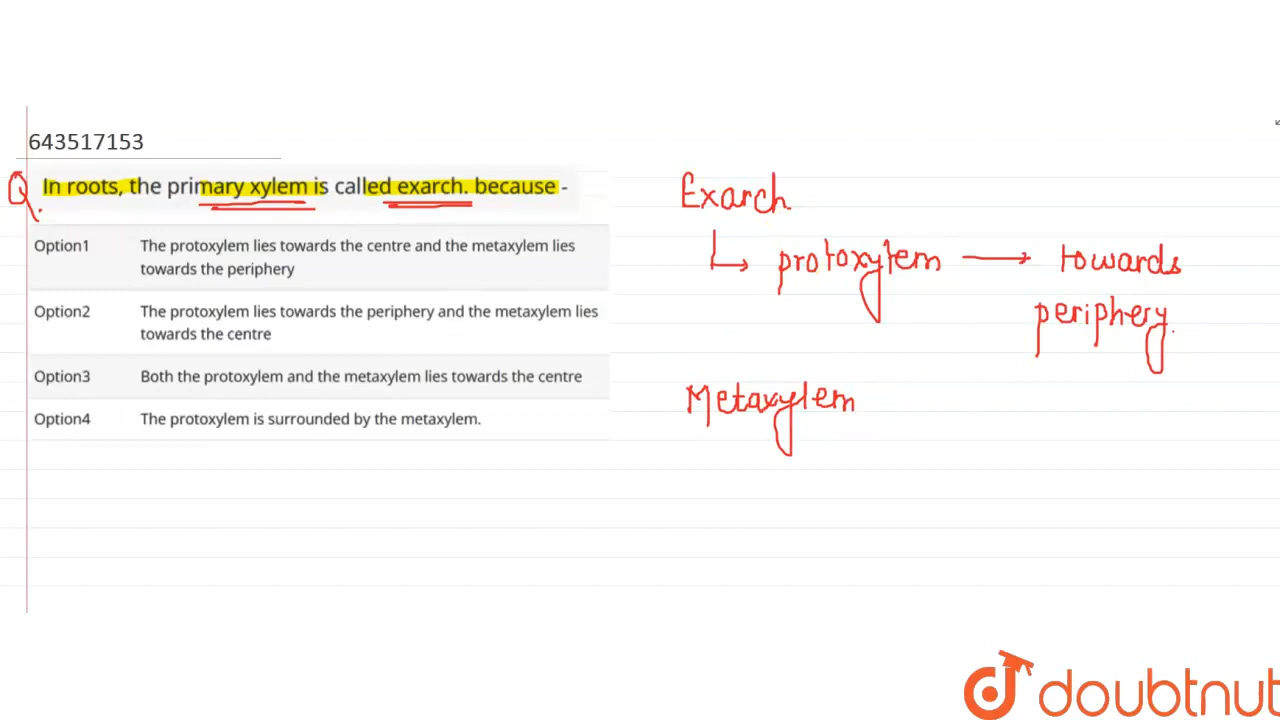 643517153
Q. In roots, the primary xylem is called exarch. because -
Option1 The protoxylem lies towards the centre and the metaxylem lies
towards the periphery
Option2 The protoxylem lies towards the periphery and the metaxylem lies
towards the centre
Option3 Both the protoxylem and the metaxylem lies towards the centre
Option4 The protoxylem is surrounded by the metaxylem.
Exarch
protoxylem → towards
periphery
Metaxylem
doubtnut